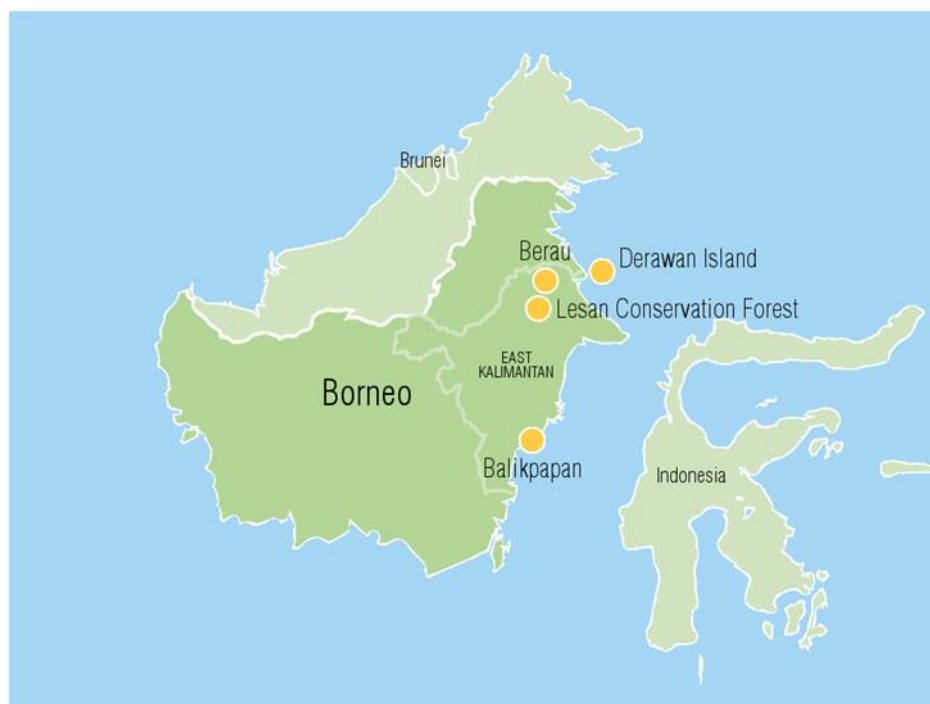 Brunei
Berau
Derawan Island
Lesan Conservation Forest
EAST
KALIMANTAN
Borneo
Balikpapan
Indonesia